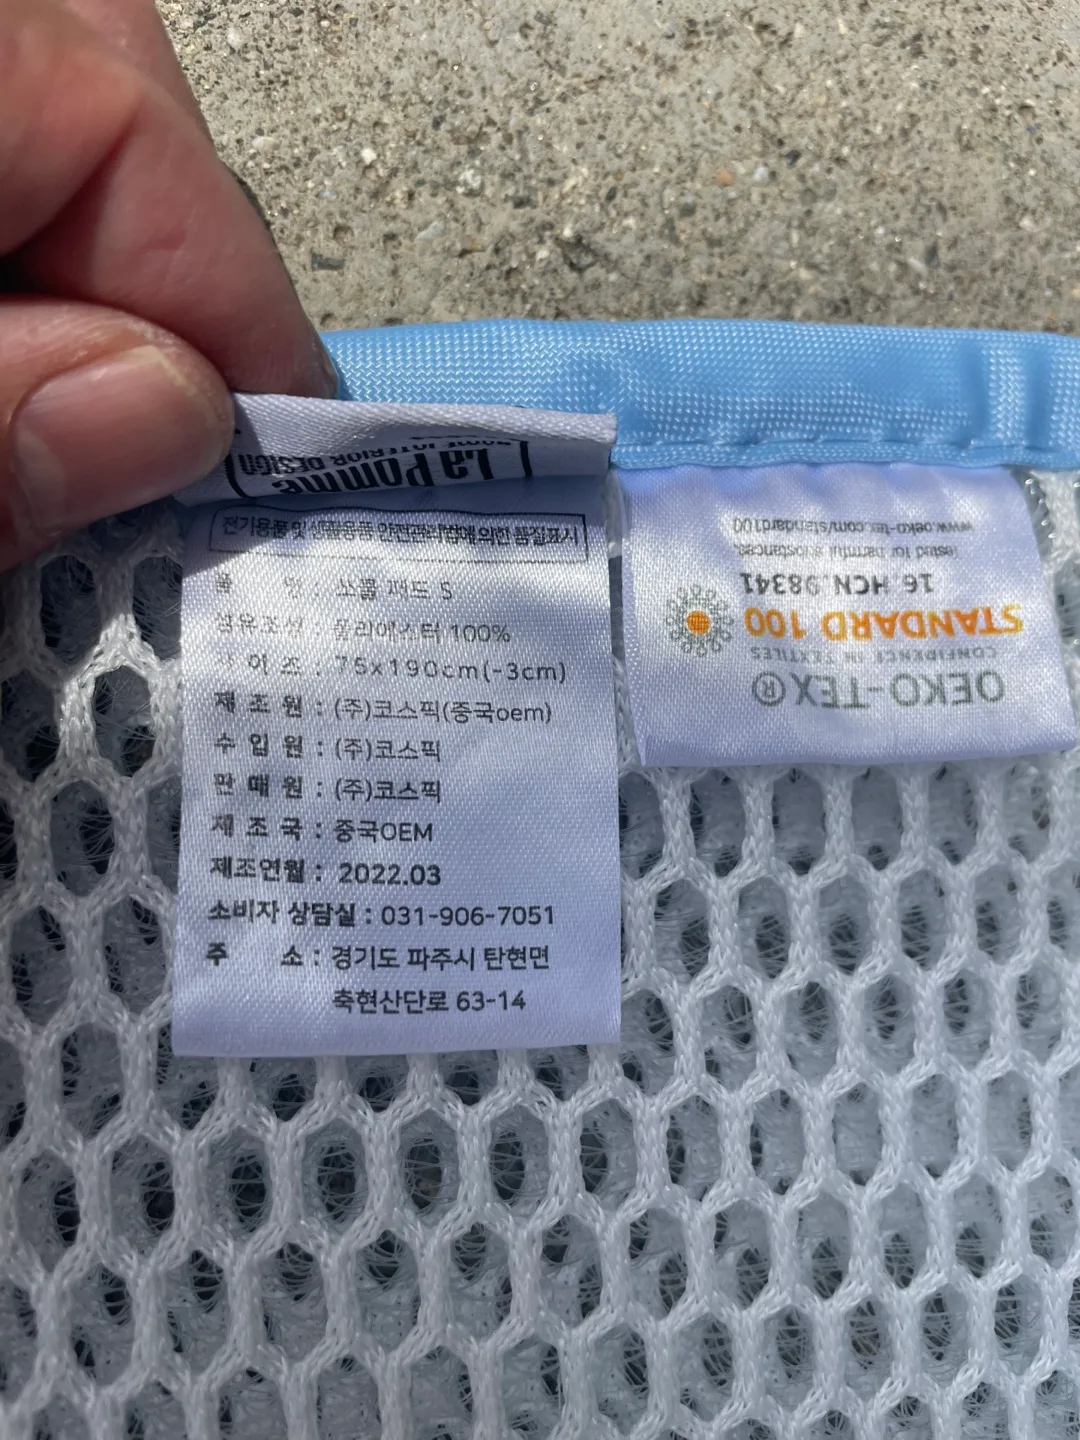 La Pomme
HOME INTERIOR DESIGN
전기용품 및 생활용품 안전관리법에 의한 품질표시
품 명 : 쏘쿨 패드 S
섬유조성 : 폴리에스터 100%
사 이 즈 : 75x190cm(-3cm)
제 조 원 : (주)코스픽(중국oem)
수 입 원 : (주)코스픽
판 매 원 : (주)코스픽
제 조 국 : 중국OEM
제조연월 : 2022.03
소비자 상담실 : 031-906-7051
주 소 : 경기도 파주시 탄현면
축현산단로 63-14
OEKO-TEX®
CONFIDENCE IN TEXTILES
STANDARD 100
16.HCN.98341
Tested for harmful substances.
www.oeko-tex.com/standard100